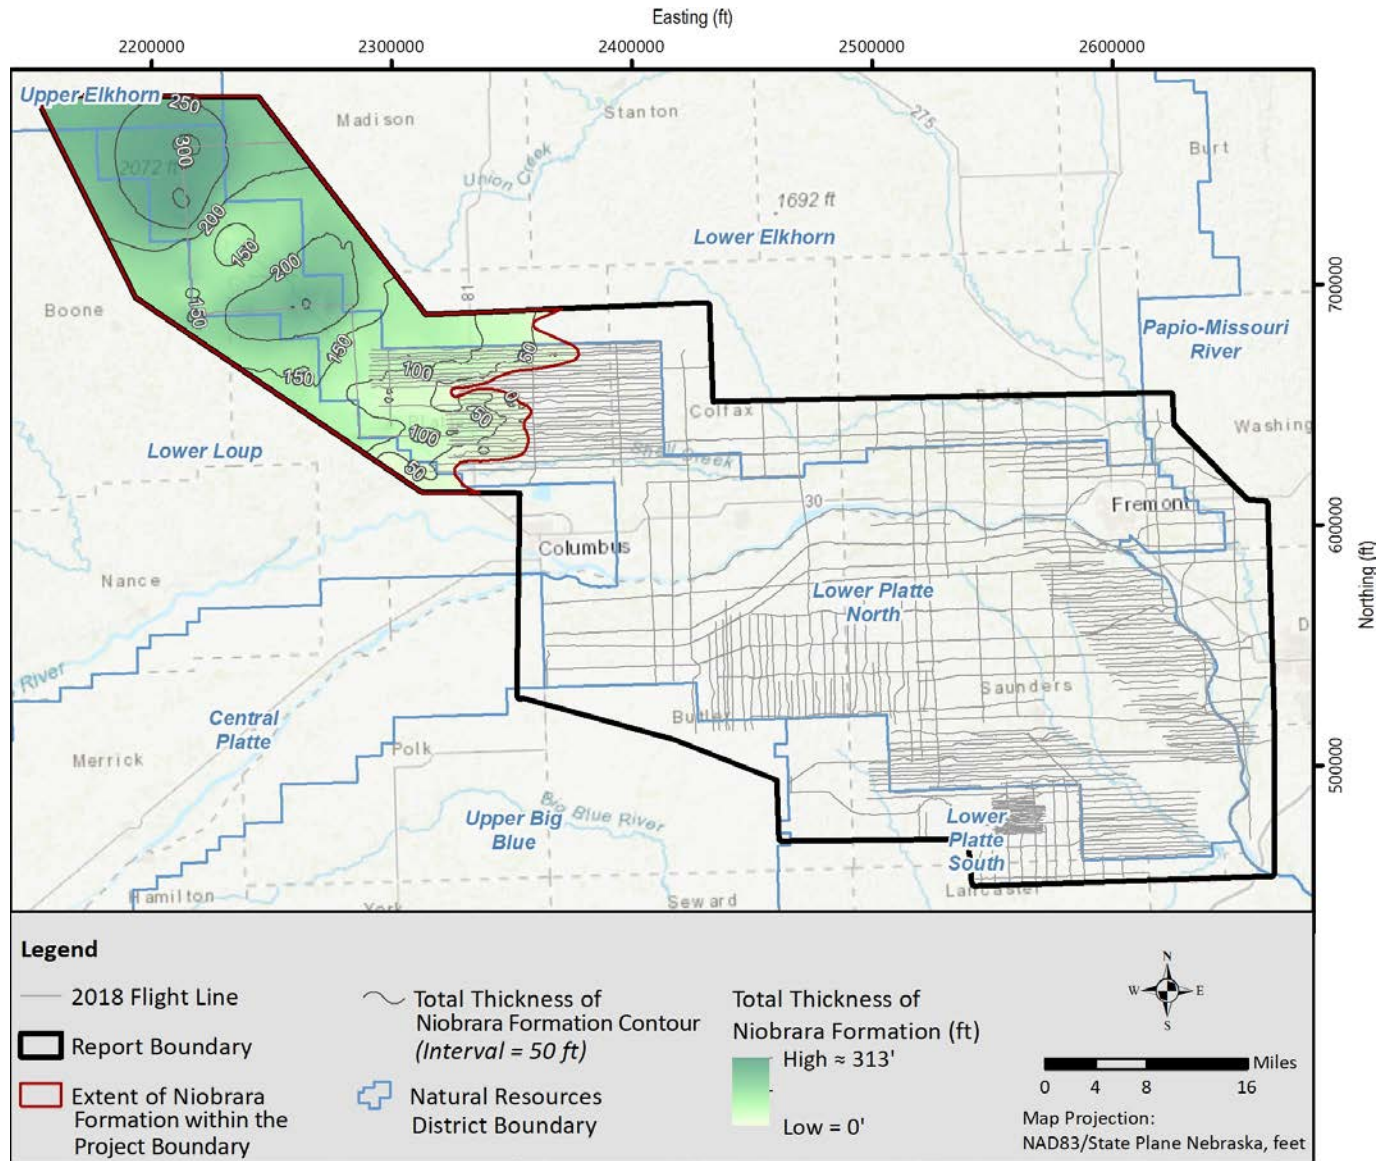 Easting (ft)
2200000
2300000
2400000
2500000
2600000
Upper Elkhorn
250
Madison
Stanton
275
Burt
300
2072 ft
Union Creek
1692 ft
200
Lower Elkhorn
150
200
700000
Boone
150
81
Papio-Missouri
River
150
50
150
100
0
Colfax
Dodge
50
Washing
100
Lower Loup
Shell Creek
50
30
Fremont
600000
Columbus
Northing (ft)
Nance
Lower Platte
North
D
River
Saunders
Central
Platte
Butler
Merrick
Polk
500000
Upper Big
Blue
Big Blue River
Lower
Platte
South
Hamilton
York
Seward
Lancaster
Legend
2018 Flight Line
Report Boundary
Extent of Niobrara
Formation within the
Project Boundary
Total Thickness of
Niobrara Formation Contour
(Interval = 50 ft)
Natural Resources
District Boundary
Total Thickness of
Niobrara Formation (ft)
High ≈ 313'
Low = 0'
N
W E
S
Miles
0 4 8 16
Map Projection:
NAD83/State Plane Nebraska, feet